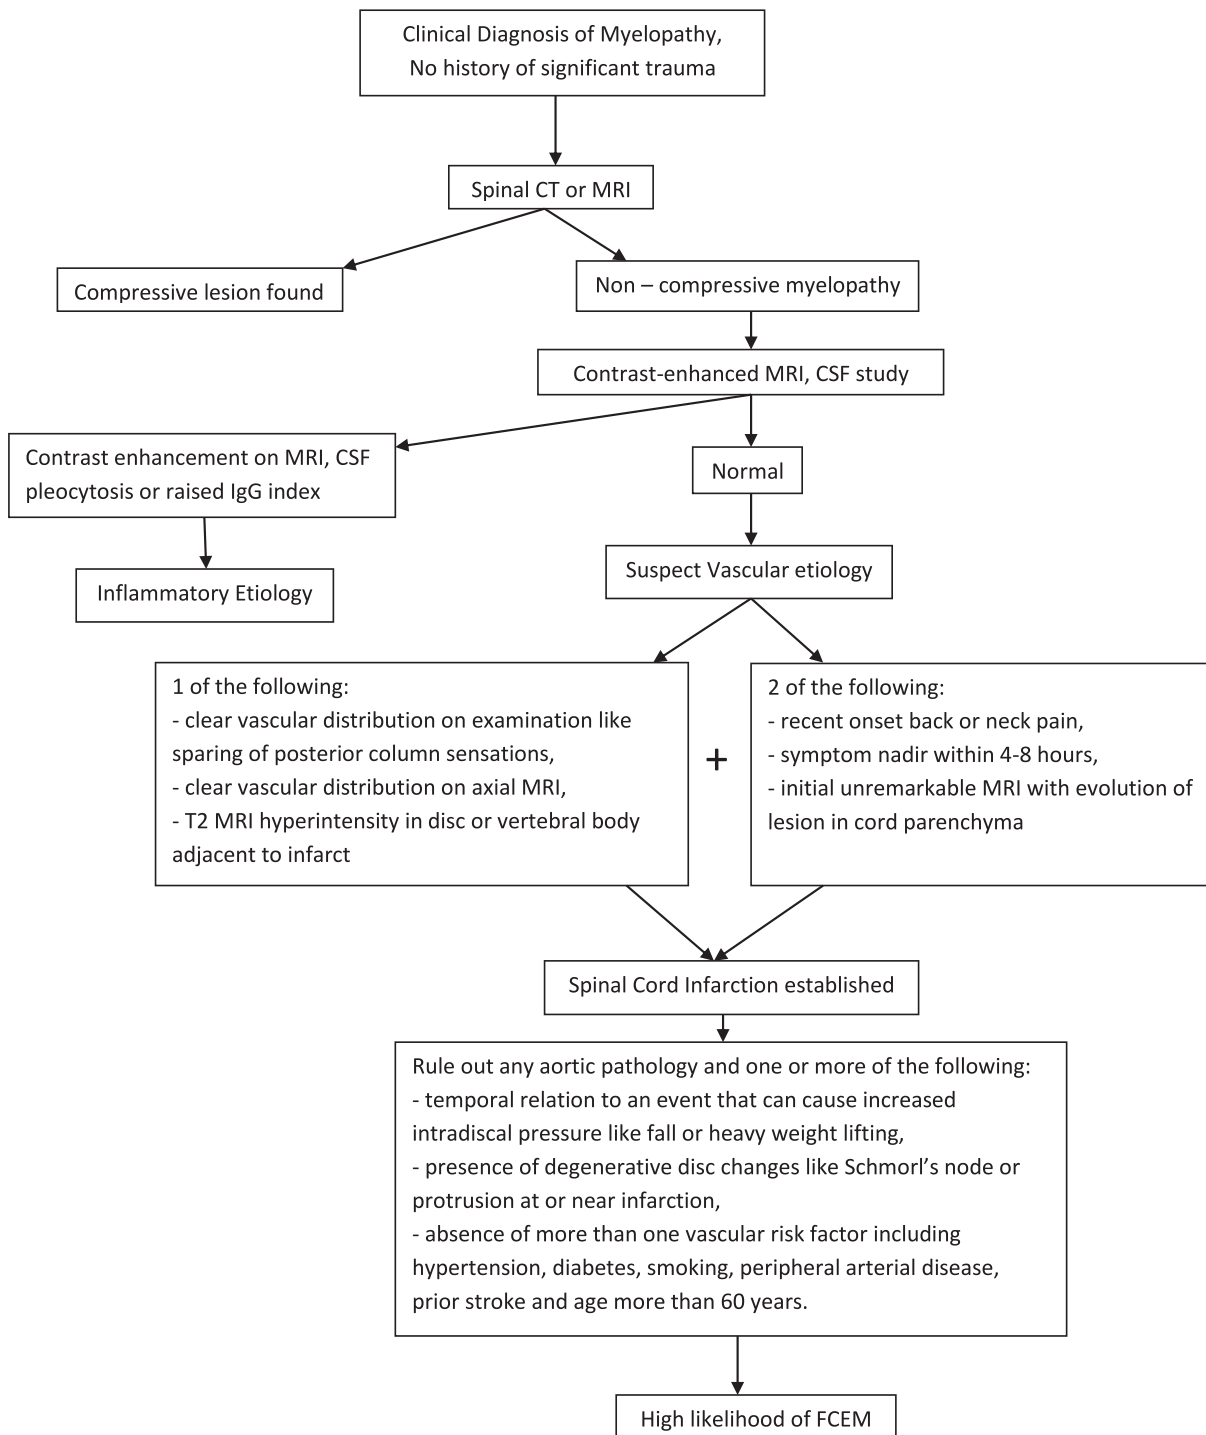 Clinical Diagnosis of Myelopathy,
No history of significant trauma
Spinal CT or MRI
Compressive lesion found
Non – compressive myelopathy
Contrast-enhanced MRI, CSF study
Contrast enhancement on MRI, CSF
pleocytosis or raised IgG index
Normal
Inflammatory Etiology
Suspect Vascular etiology
1 of the following:
- clear vascular distribution on examination like
sparing of posterior column sensations,
- clear vascular distribution on axial MRI,
- T2 MRI hyperintensity in disc or vertebral body
adjacent to infarct
+
2 of the following:
- recent onset back or neck pain,
- symptom nadir within 4-8 hours,
- initial unremarkable MRI with evolution of
lesion in cord parenchyma
Spinal Cord Infarction established
Rule out any aortic pathology and one or more of the following:
- temporal relation to an event that can cause increased
intradiscal pressure like fall or heavy weight lifting,
- presence of degenerative disc changes like Schmorl’s node or
protrusion at or near infarction,
- absence of more than one vascular risk factor including
hypertension, diabetes, smoking, peripheral arterial disease,
prior stroke and age more than 60 years.
High likelihood of FCEM